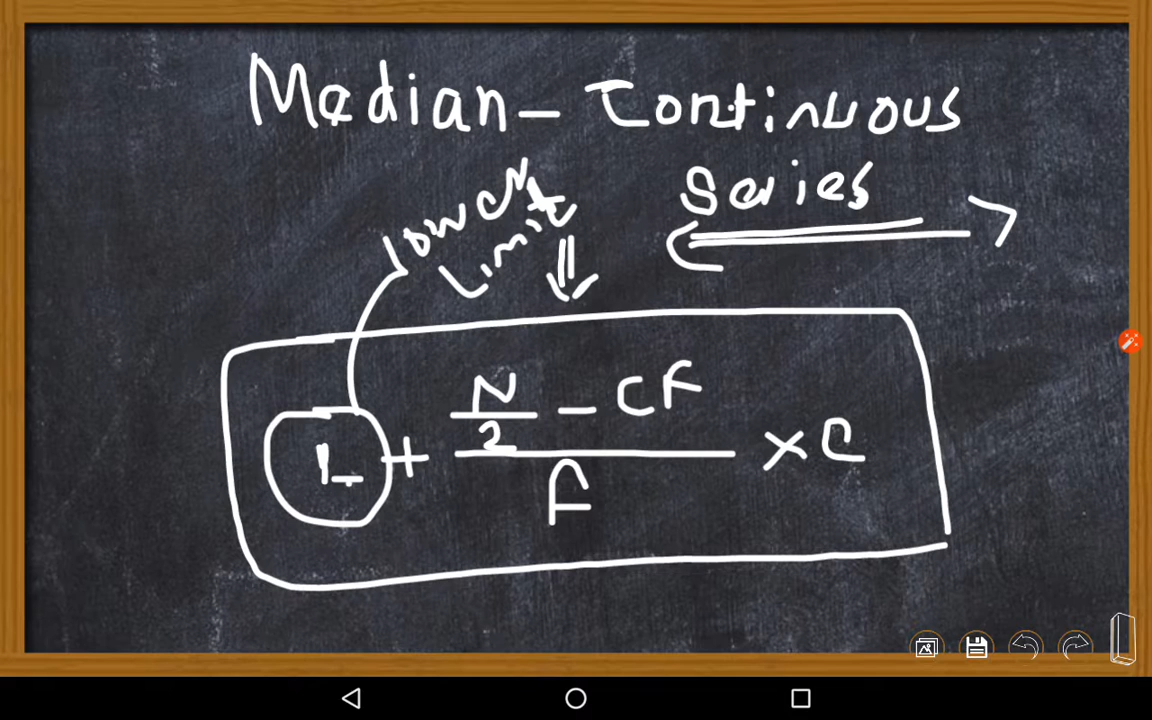 Median - Continuous
Series
lower
Limit
L + N/2 - CF / F × C